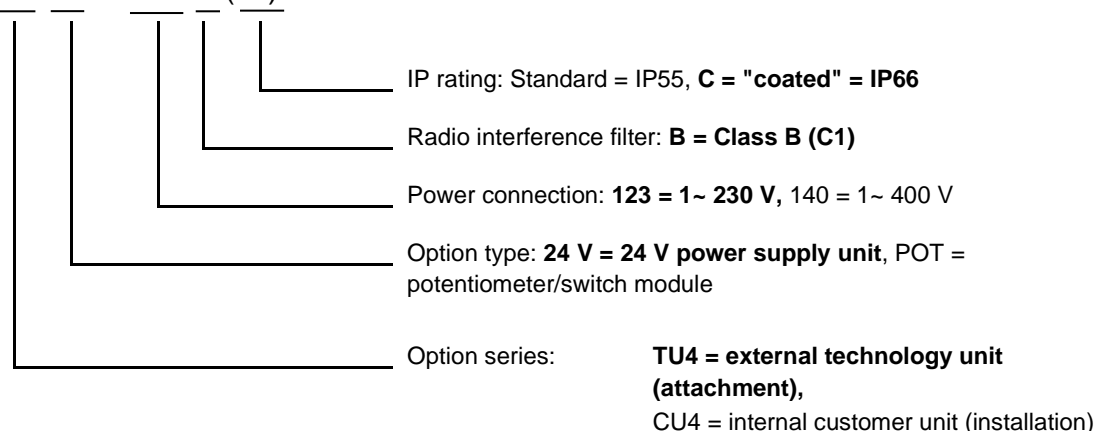 IP rating: Standard = IP55, C = "coated" = IP66
Radio interference filter: B = Class B (C1)
Power connection: 123 = 1~ 230 V, 140 = 1~ 400 V
Option type: 24 V = 24 V power supply unit, POT =
potentiometer/switch module
Option series: TU4 = external technology unit
(attachment),
CU4 = internal customer unit (installation)